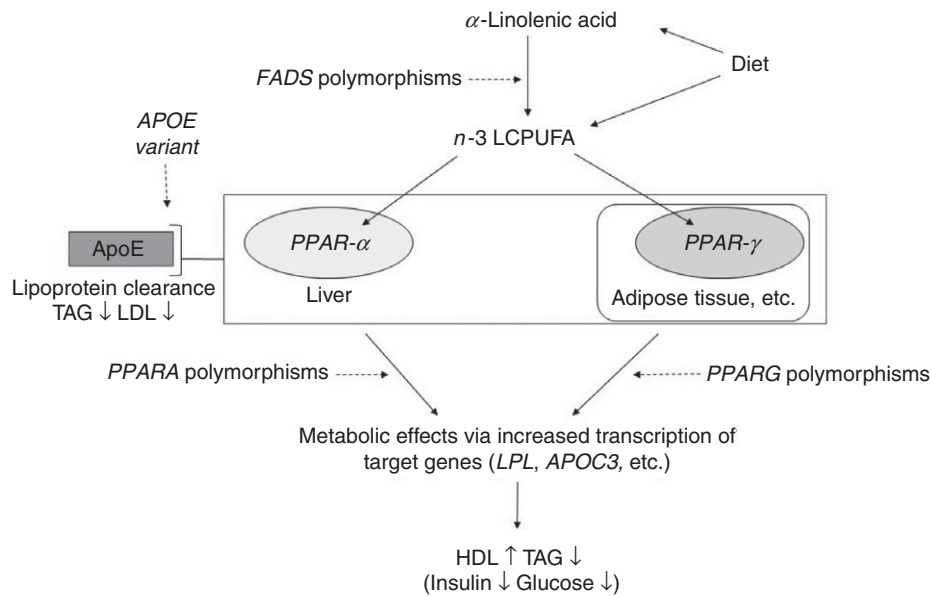 α-Linolenic acid
Diet
FADS polymorphisms
n-3 LCPUFA
APOE
variant
ApoE
Lipoprotein clearance
TAG ↓ LDL ↓
PPAR-α
Liver
PPAR-γ
Adipose tissue, etc.
PPARA polymorphisms
PPARG polymorphisms
Metabolic effects via increased transcription of
target genes (LPL, APOC3, etc.)
HDL ↑ TAG ↓
(Insulin ↓ Glucose ↓)